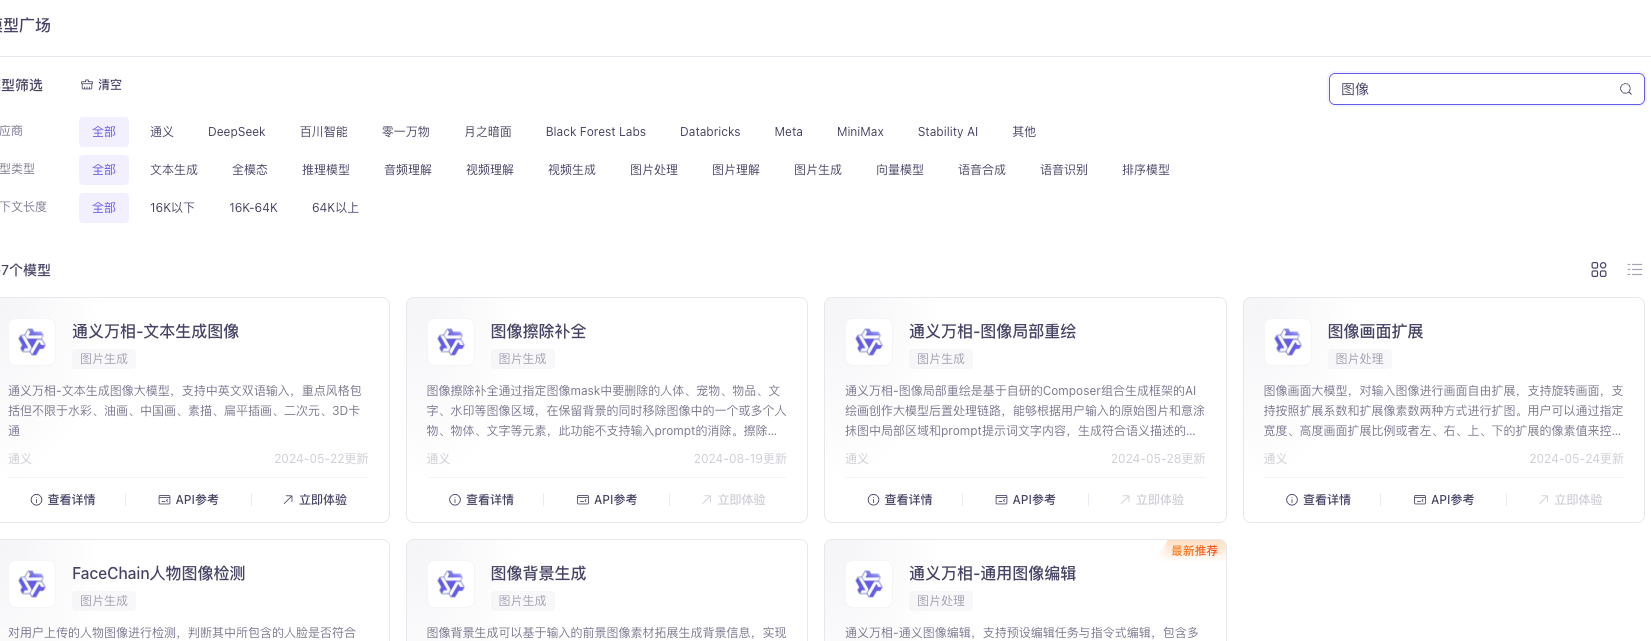 型广场
型筛选
清空
图像
应商
全部 通义 DeepSeek 百川智能 零一万物 月之暗面 Black Forest Labs Databricks Meta MiniMax Stability AI 其他
型类型
全部 文本生成 全模态 推理模型 音频理解 视频理解 视频生成 图片处理 图片理解 图片生成 向量模型 语音合成 语音识别 排序模型
下文长度
全部 16K以下 16K-64K 64K以上
7个模型
通义万相-文本生成图像
图片生成
通义万相-文本生成图像大模型，支持中英文双语输入，重点风格包
括但不限于水彩、油画、中国画、素描、扁平插画、二次元、3D卡
通
通义 2024-05-22更新
查看详情 API参考 立即体验
图像擦除补全
图片生成
图像擦除补全通过指定图像mask中要删除的人体、宠物、物品、文
字、水印等图像区域，在保留背景的同时移除图像中的一个或多个人
物、物体、文字等元素，此功能不支持输入prompt的消除。擦除...
通义 2024-08-19更新
查看详情 API参考 立即体验
通义万相-图像局部重绘
图片生成
通义万相-图像局部重绘是基于自研的Composer组合生成框架的AI
绘画创作大模型后置处理链路，能够根据用户输入的原始图片和意涂
抹图中局部区域和prompt提示词文字内容，生成符合语义描述的...
通义 2024-05-28更新
查看详情 API参考 立即体验
图像画面扩展
图片处理
图像画面大模型，对输入图像进行画面自由扩展，支持旋转画面，支
持按照扩展系数和扩展像素数两种方式进行扩图。用户可以通过指定
宽度、高度画面扩展比例或者左、右、上、下的扩展的像素值来控...
通义 2024-05-24更新
查看详情 API参考 立即体验
FaceChain人物图像检测
图片生成
对用户上传的人物图像进行检测，判断其中所包含的人脸是否符合
图像背景生成
图片生成
图像背景生成可以基于输入的前景图像素材拓展生成背景信息，实现
最新推荐
通义万相-通用图像编辑
图片处理
通义万相-通义图像编辑，支持预设编辑任务与指令式编辑，包含多